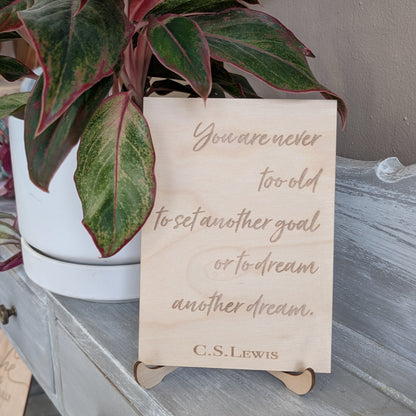 You are never
too old
to set another goal
or to dream
another dream.
C.S. LEWIS